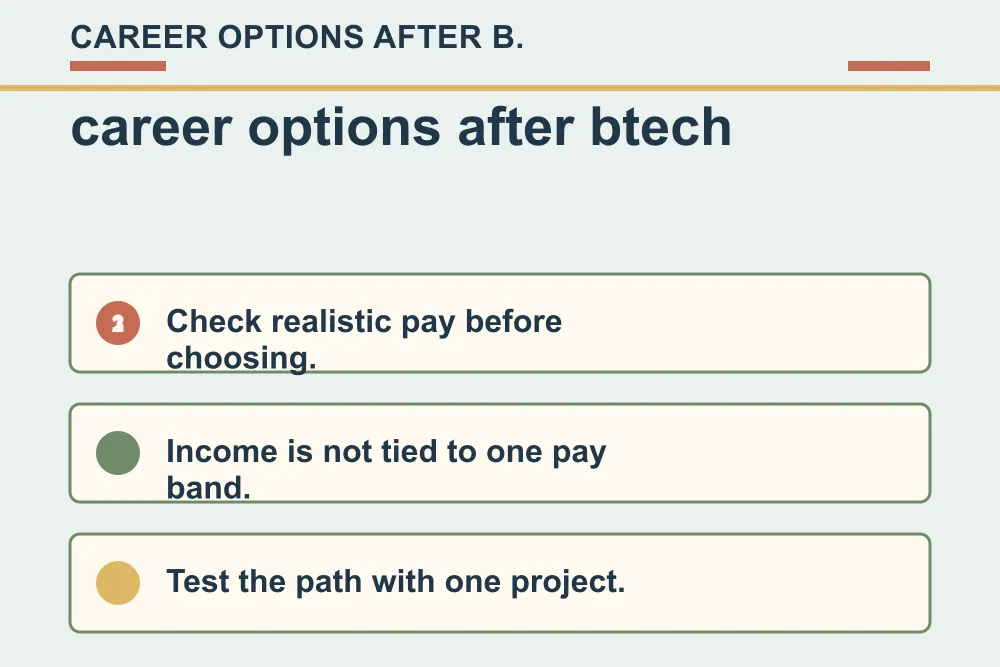 CAREER OPTIONS AFTER B.
career options after btech
Check realistic pay before
choosing.
Income is not tied to one pay
band.
Test the path with one project.